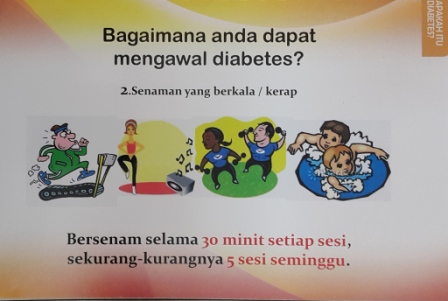 APAKAH ITU
DIABETES?
Bagaimana anda dapat
mengawal diabetes?
2.Senaman yang berkala / kerap
Bersenam selama 30 minit setiap sesi,
sekurang-kurangnya 5 sesi seminggu.